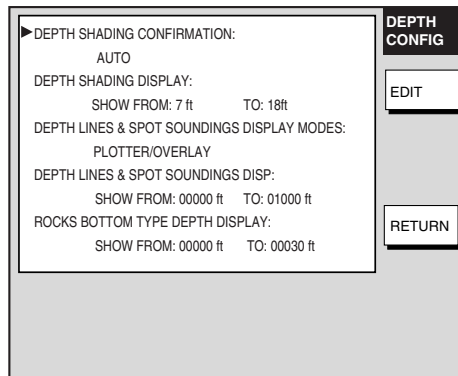 DEPTH SHADING CONFIRMATION:
AUTO
DEPTH SHADING DISPLAY:
SHOW FROM: 7 ft TO: 18ft
DEPTH LINES & SPOT SOUNDINGS DISPLAY MODES:
PLOTTER/OVERLAY
DEPTH LINES & SPOT SOUNDINGS DISP:
SHOW FROM: 00000 ft TO: 01000 ft
ROCKS BOTTOM TYPE DEPTH DISPLAY:
SHOW FROM: 00000 ft TO: 00030 ft
DEPTH
CONFIG
EDIT
RETURN